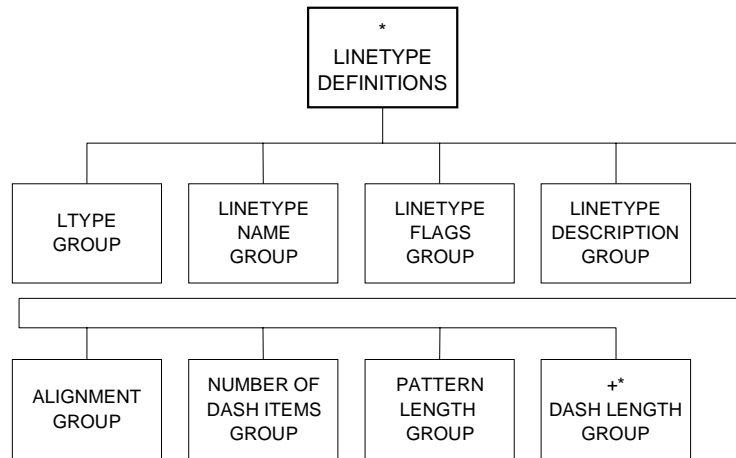 *
LINETYPE
DEFINITIONS
LTYPE
GROUP
LINETYPE
NAME
GROUP
LINETYPE
FLAGS
GROUP
LINETYPE
DESCRIPTION
GROUP
ALIGNMENT
GROUP
NUMBER OF
DASH ITEMS
GROUP
PATTERN
LENGTH
GROUP
+*
DASH LENGTH
GROUP